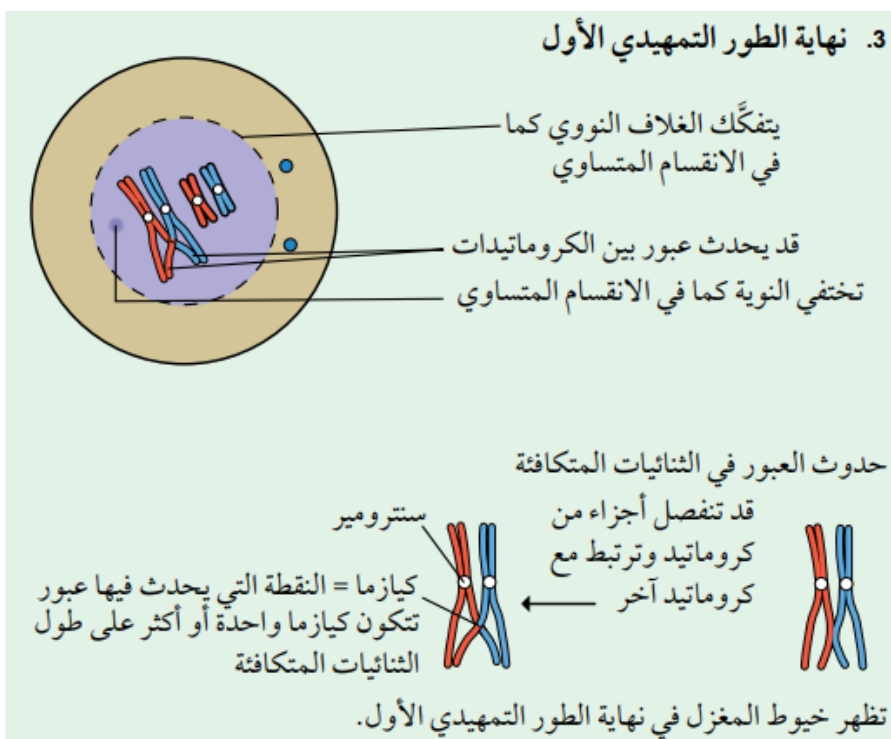 3. نهاية الطور التمهيدي الأول
يتفكَّك الغلاف النووي كما
في الانقسام المتساوي
قد يحدث عبور بين الكروماتيدات
تختفي النوية كما في الانقسام المتساوي
حدوث العبور في الثنائيات المتكافئة
قد تنفصل أجزاء من
كروماتيد وترتبط مع
كروماتيد آخر
سنترومير
كيازما = النقطة التي يحدث فيها عبور
تتكون كيازما واحدة أو أكثر على طول
الثنائيات المتكافئة
تظهر خيوط المغزل في نهاية الطور التمهيدي الأول.